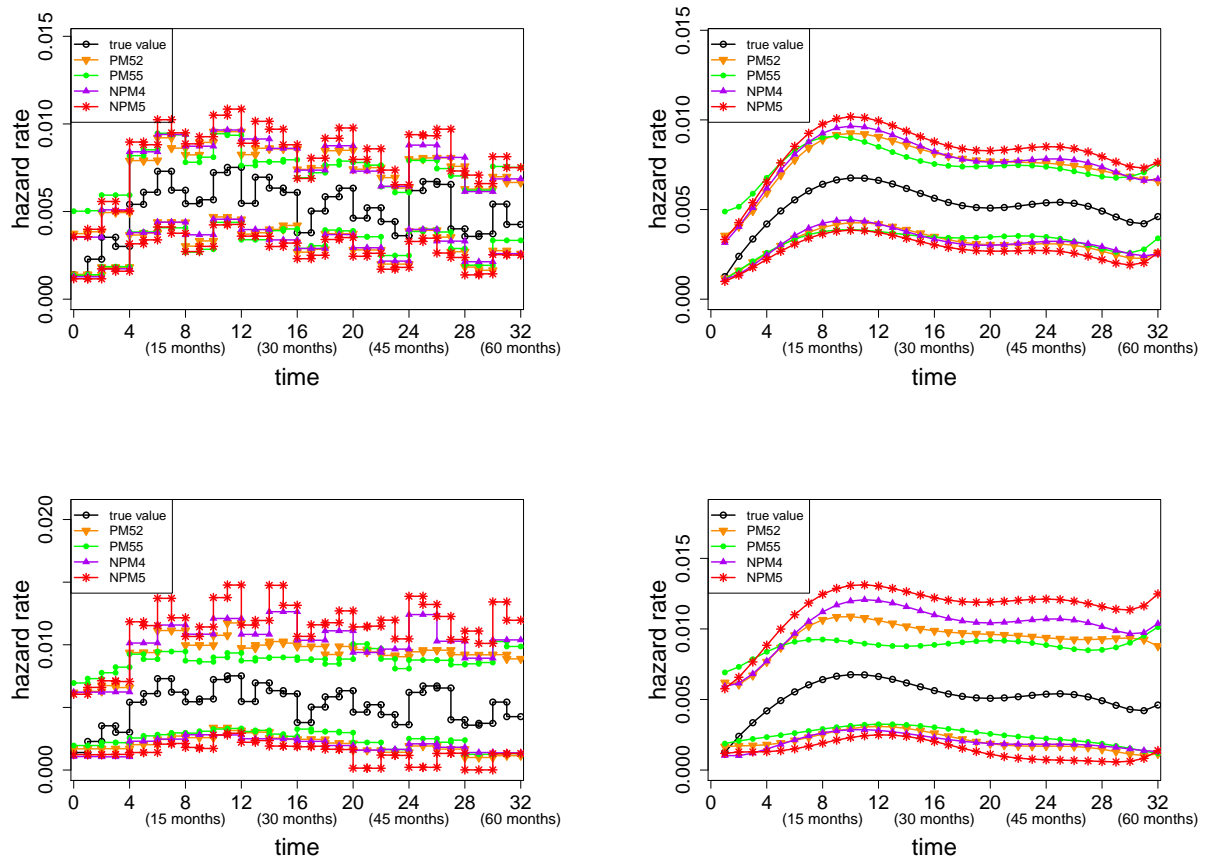 hazard rate
0.000
0.005
0.010
0.015
true value
PM52
PM55
NPM4
NPM5
0 4 8 12 16 20 24 28 32
(15 months) (30 months) (45 months) (60 months)
time
hazard rate
0.000
0.005
0.010
0.015
true value
PM52
PM55
NPM4
NPM5
0 4 8 12 16 20 24 28 32
(15 months) (30 months) (45 months) (60 months)
time
hazard rate
0.000
0.010
0.020
true value
PM52
PM55
NPM4
NPM5
0 4 8 12 16 20 24 28 32
(15 months) (30 months) (45 months) (60 months)
time
hazard rate
0.000
0.005
0.010
0.015
true value
PM52
PM55
NPM4
NPM5
0 4 8 12 16 20 24 28 32
(15 months) (30 months) (45 months) (60 months)
time